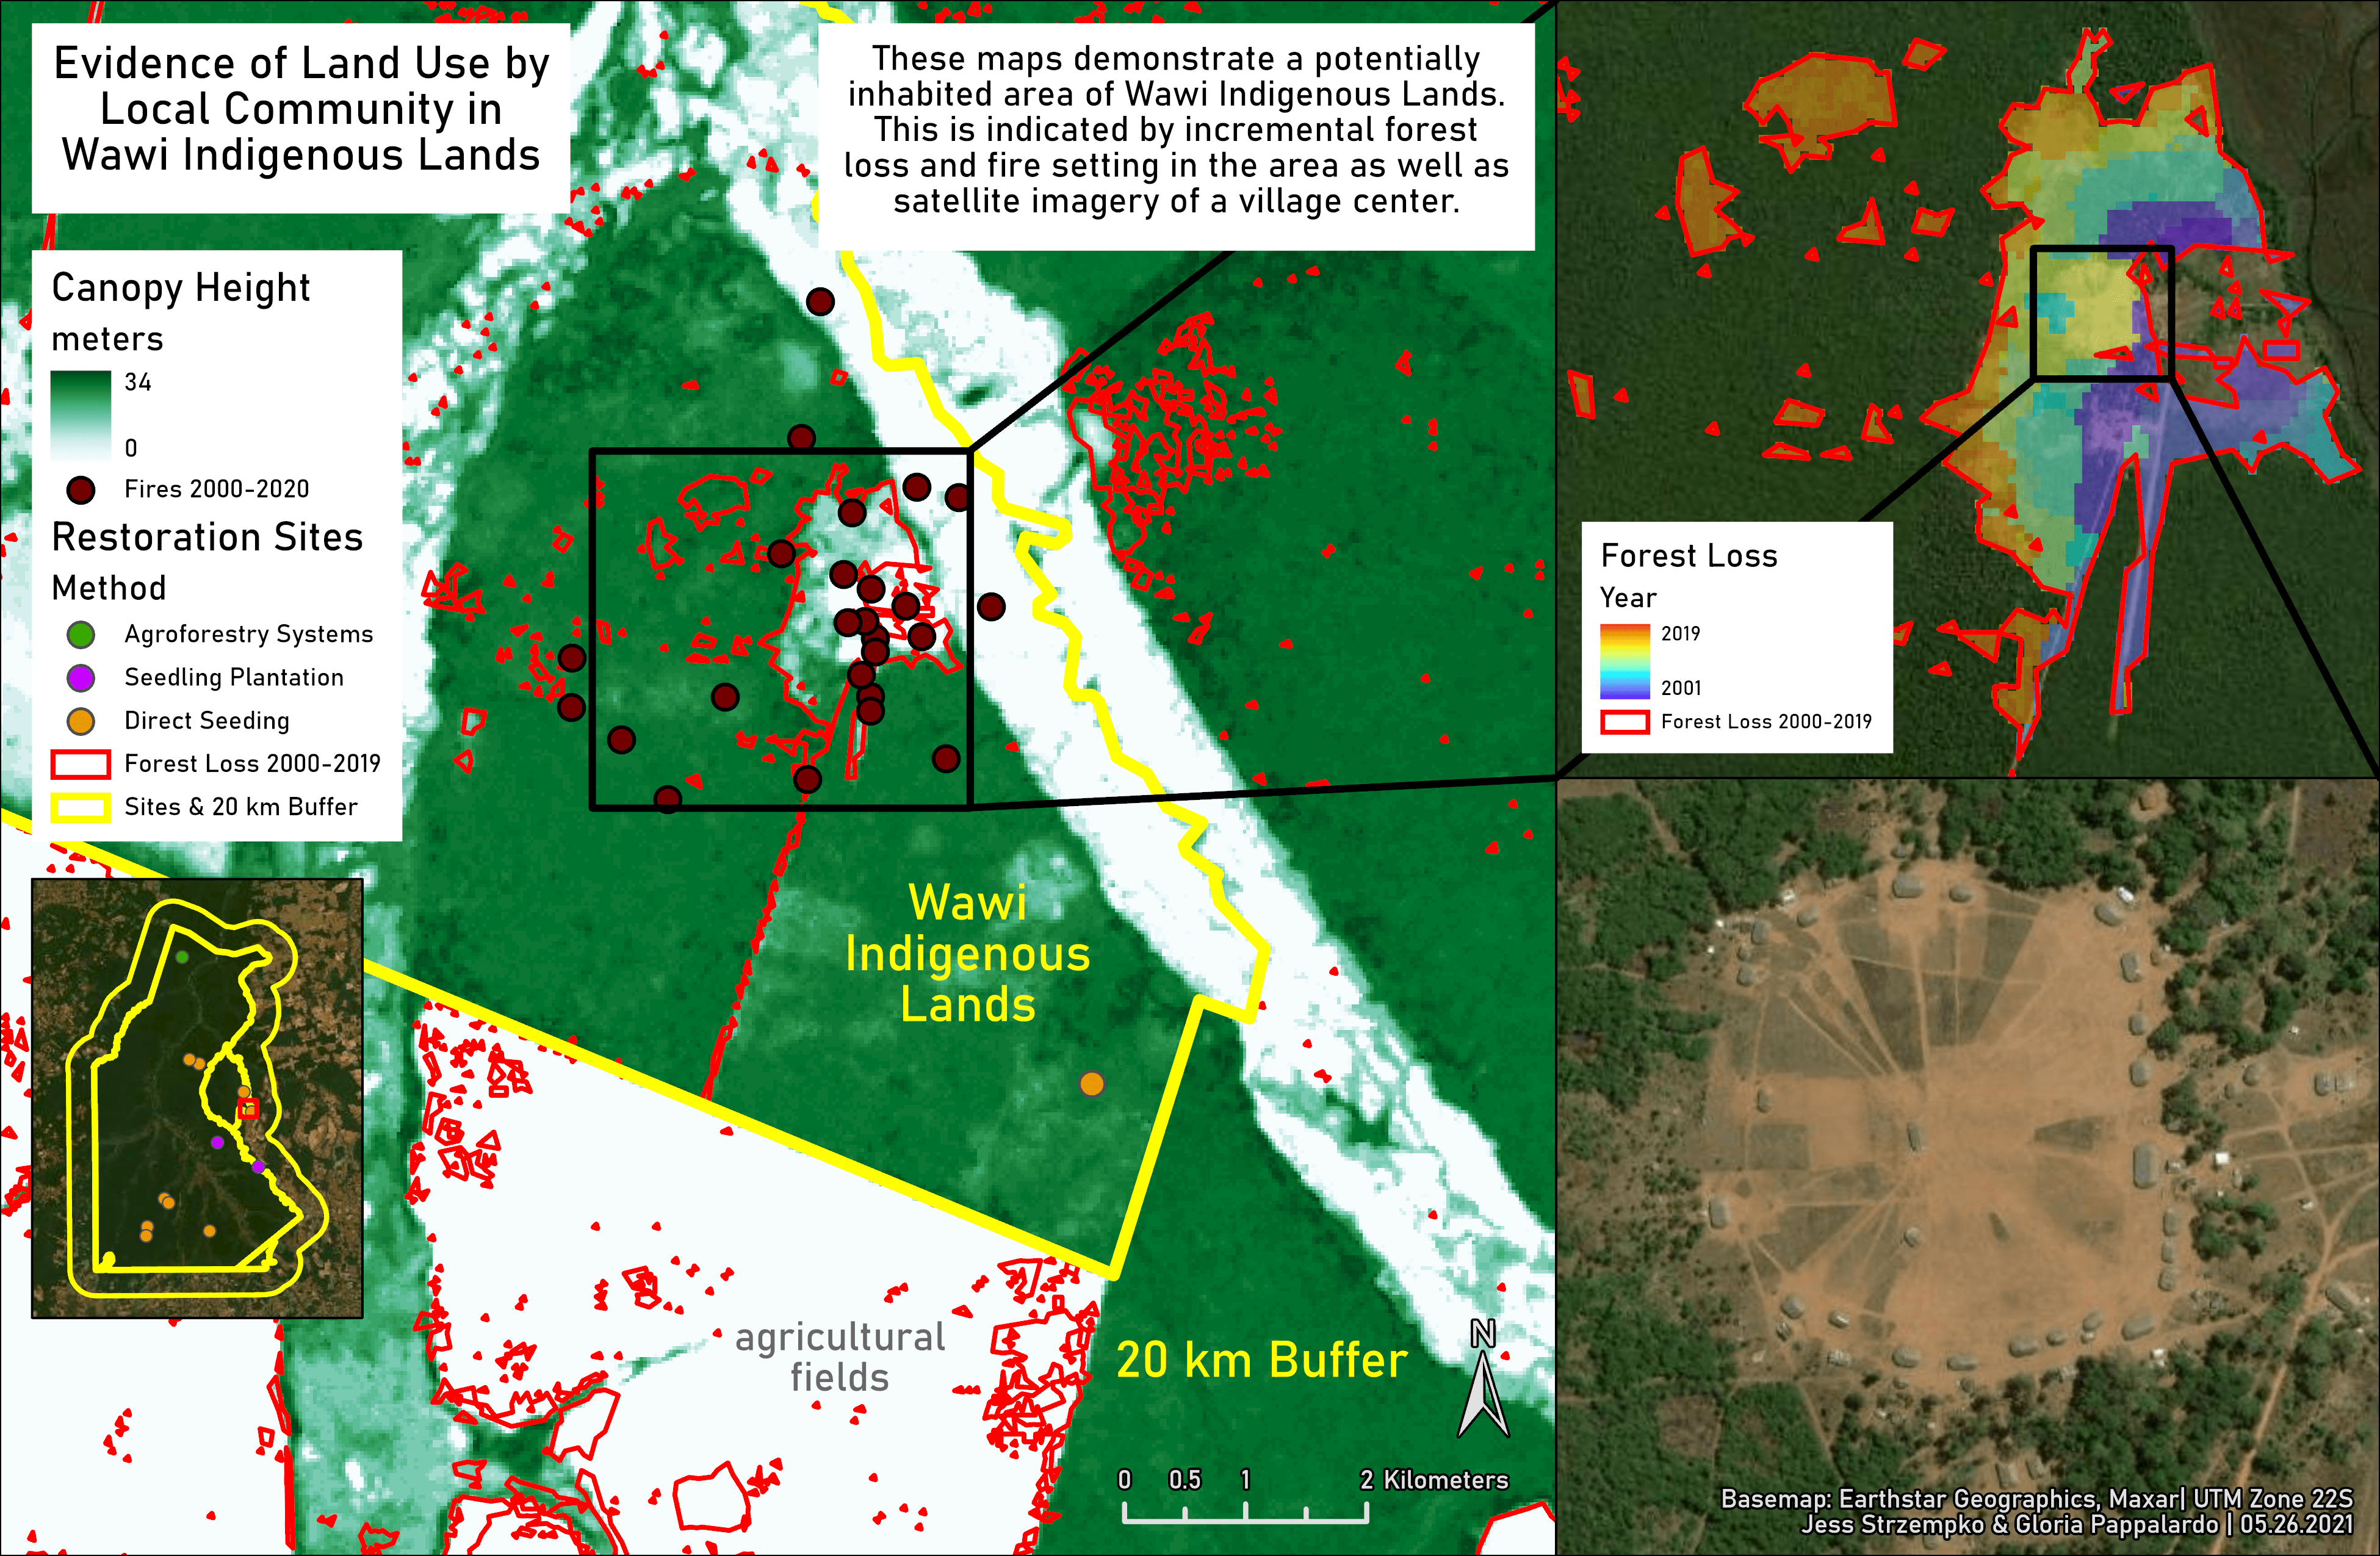 Evidence of Land Use by
Local Community in
Wawi Indigenous Lands
These maps demonstrate a potentially
inhabited area of Wawi Indigenous Lands.
This is indicated by incremental forest
loss and fire setting in the area as well as
satellite imagery of a village center.
Canopy Height
meters
34
0
Fires 2000-2020
Restoration Sites
Method
Agroforestry Systems
Seedling Plantation
Direct Seeding
Forest Loss 2000-2019
Sites & 20 km Buffer
Forest Loss
Year
2019
2001
Forest Loss 2000-2019
Wawi
Indigenous
Lands
agricultural
fields
20 km Buffer
N
0 0.5 1 2 Kilometers
Basemap: Earthstar Geographics, Maxar| UTM Zone 22S
Jess Strzempko & Gloria Pappalardo | 05.26.2021